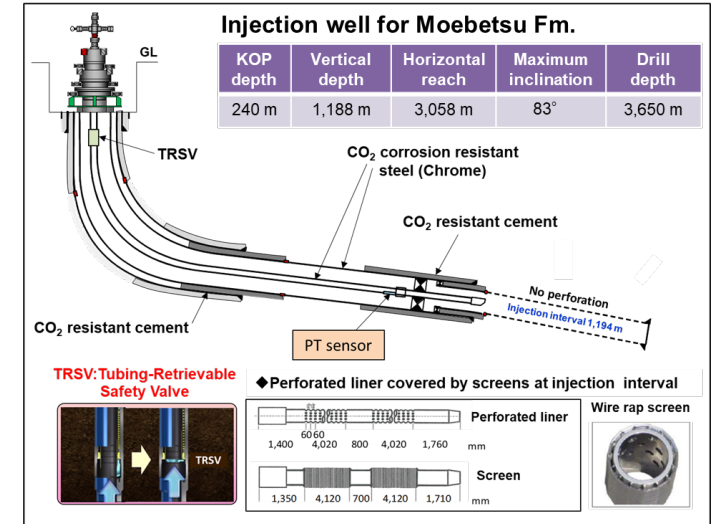 Injection well for Moebetsu Fm.
GL
KOP depth
Vertical depth
Horizontal reach
Maximum inclination
Drill depth
240 m
1,188 m
3,058 m
83°
3,650 m
TRSV
CO₂ corrosion resistant
steel (Chrome)
CO₂ resistant cement
No perforation
Injection interval 1,194 m
CO₂ resistant cement
PT sensor
TRSV:Tubing-Retrievable
Safety Valve
TRSV
◆Perforated liner covered by screens at injection interval
Perforated liner
60 60
1,400 4,020 800 4,020 1,760 mm
Screen
1,350 4,120 700 4,120 1,710 mm
Wire rap screen